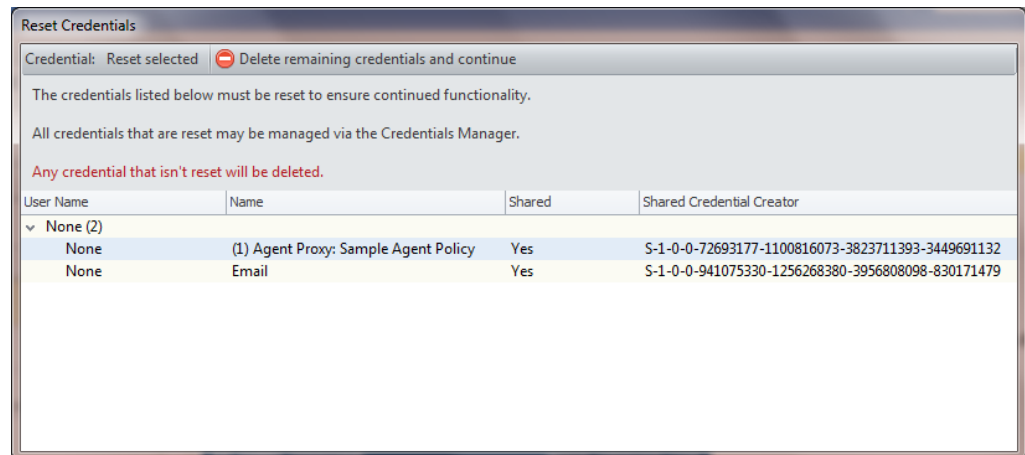 Reset Credentials
Credential: Reset selected Delete remaining credentials and continue
The credentials listed below must be reset to ensure continued functionality.
All credentials that are reset may be managed via the Credentials Manager.
Any credential that isn't reset will be deleted.
User Name Name Shared Shared Credential Creator
None (2)
None (1) Agent Proxy: Sample Agent Policy Yes S-1-0-0-72693177-1100816073-3823711393-3449691132
None Email Yes S-1-0-0-941075330-1256268380-3956808098-830171479